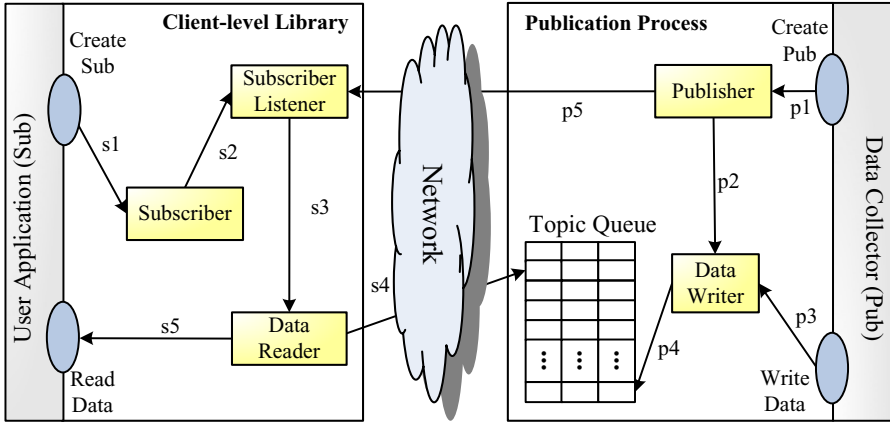 Client-level Library
Publication Process
Create
Sub
Subscriber
Listener
s1
s2
Subscriber
s3
User Application (Sub)
s4
s5
Data
Reader
Read
Data
Network
Create
Pub
Publisher
p1
p5
p2
Topic Queue
Data
Writer
p3
p4
Write
Data
Data Collector (Pub)